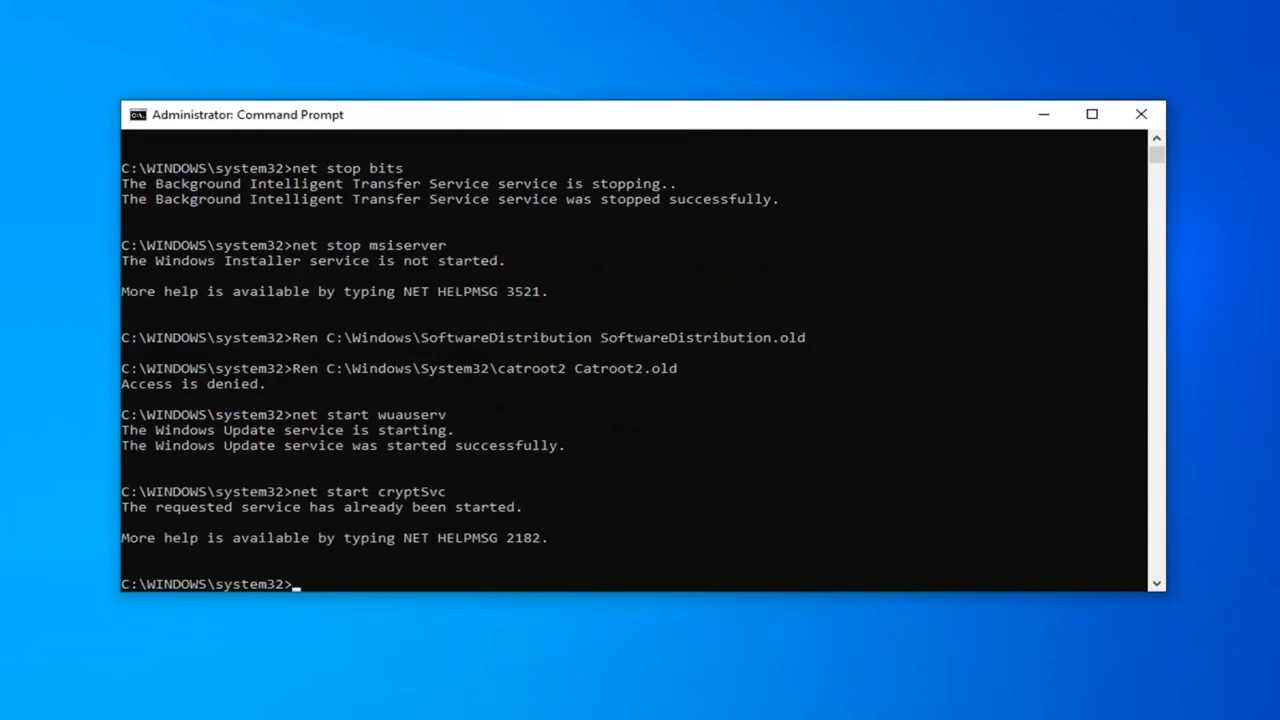 Administrator: Command Prompt
C:\WINDOWS\system32>net stop bits
The Background Intelligent Transfer Service service is stopping..
The Background Intelligent Transfer Service service was stopped successfully.
C:\WINDOWS\system32>net stop msiserver
The Windows Installer service is not started.
More help is available by typing NET HELPMSG 3521.
C:\WINDOWS\system32>Ren C:\Windows\SoftwareDistribution SoftwareDistribution.old
C:\WINDOWS\system32>Ren C:\Windows\System32\catroot2 Catroot2.old
Access is denied.
C:\WINDOWS\system32>net start wuauserv
The Windows Update service is starting.
The Windows Update service was started successfully.
C:\WINDOWS\system32>net start cryptSvc
The requested service has already been started.
More help is available by typing NET HELPMSG 2182.
C:\WINDOWS\system32>